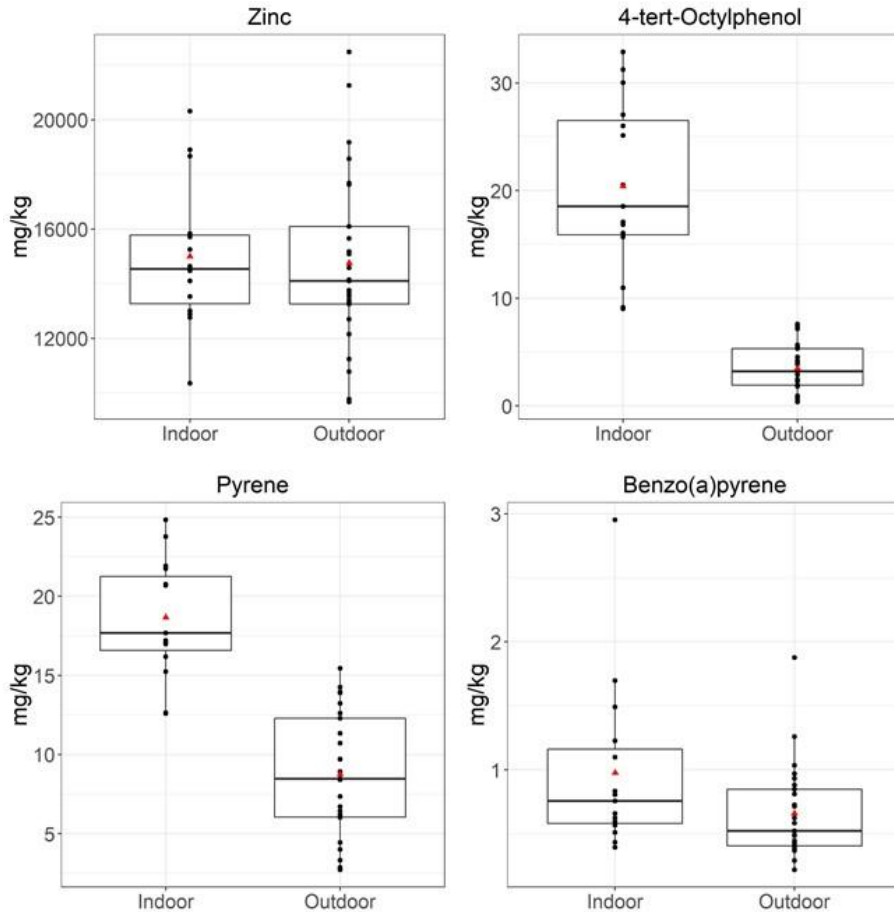 Zinc
20000
16000
12000
mg/kg
Indoor Outdoor
4-tert-Octylphenol
30
20
10
0
mg/kg
Indoor Outdoor
Pyrene
25
20
15
10
5
mg/kg
Indoor Outdoor
Benzo(a)pyrene
3
2
1
mg/kg
Indoor Outdoor